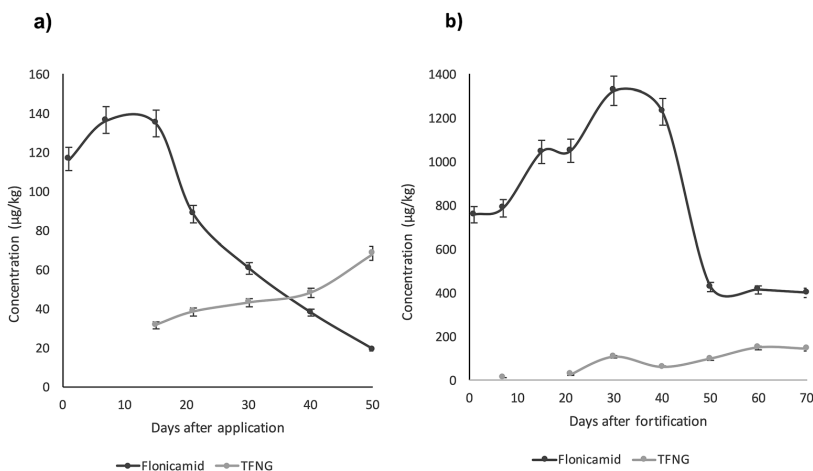 a)
160
140
120
100
80
60
40
20
0
Concentration (µg/kg)
0 10 20 30 40 50
Days after application
Flonicamid TFNG
b)
1400
1200
1000
800
600
400
200
0
Concentration (µg/kg)
0 10 20 30 40 50 60 70
Days after fortification
Flonicamid TFNG